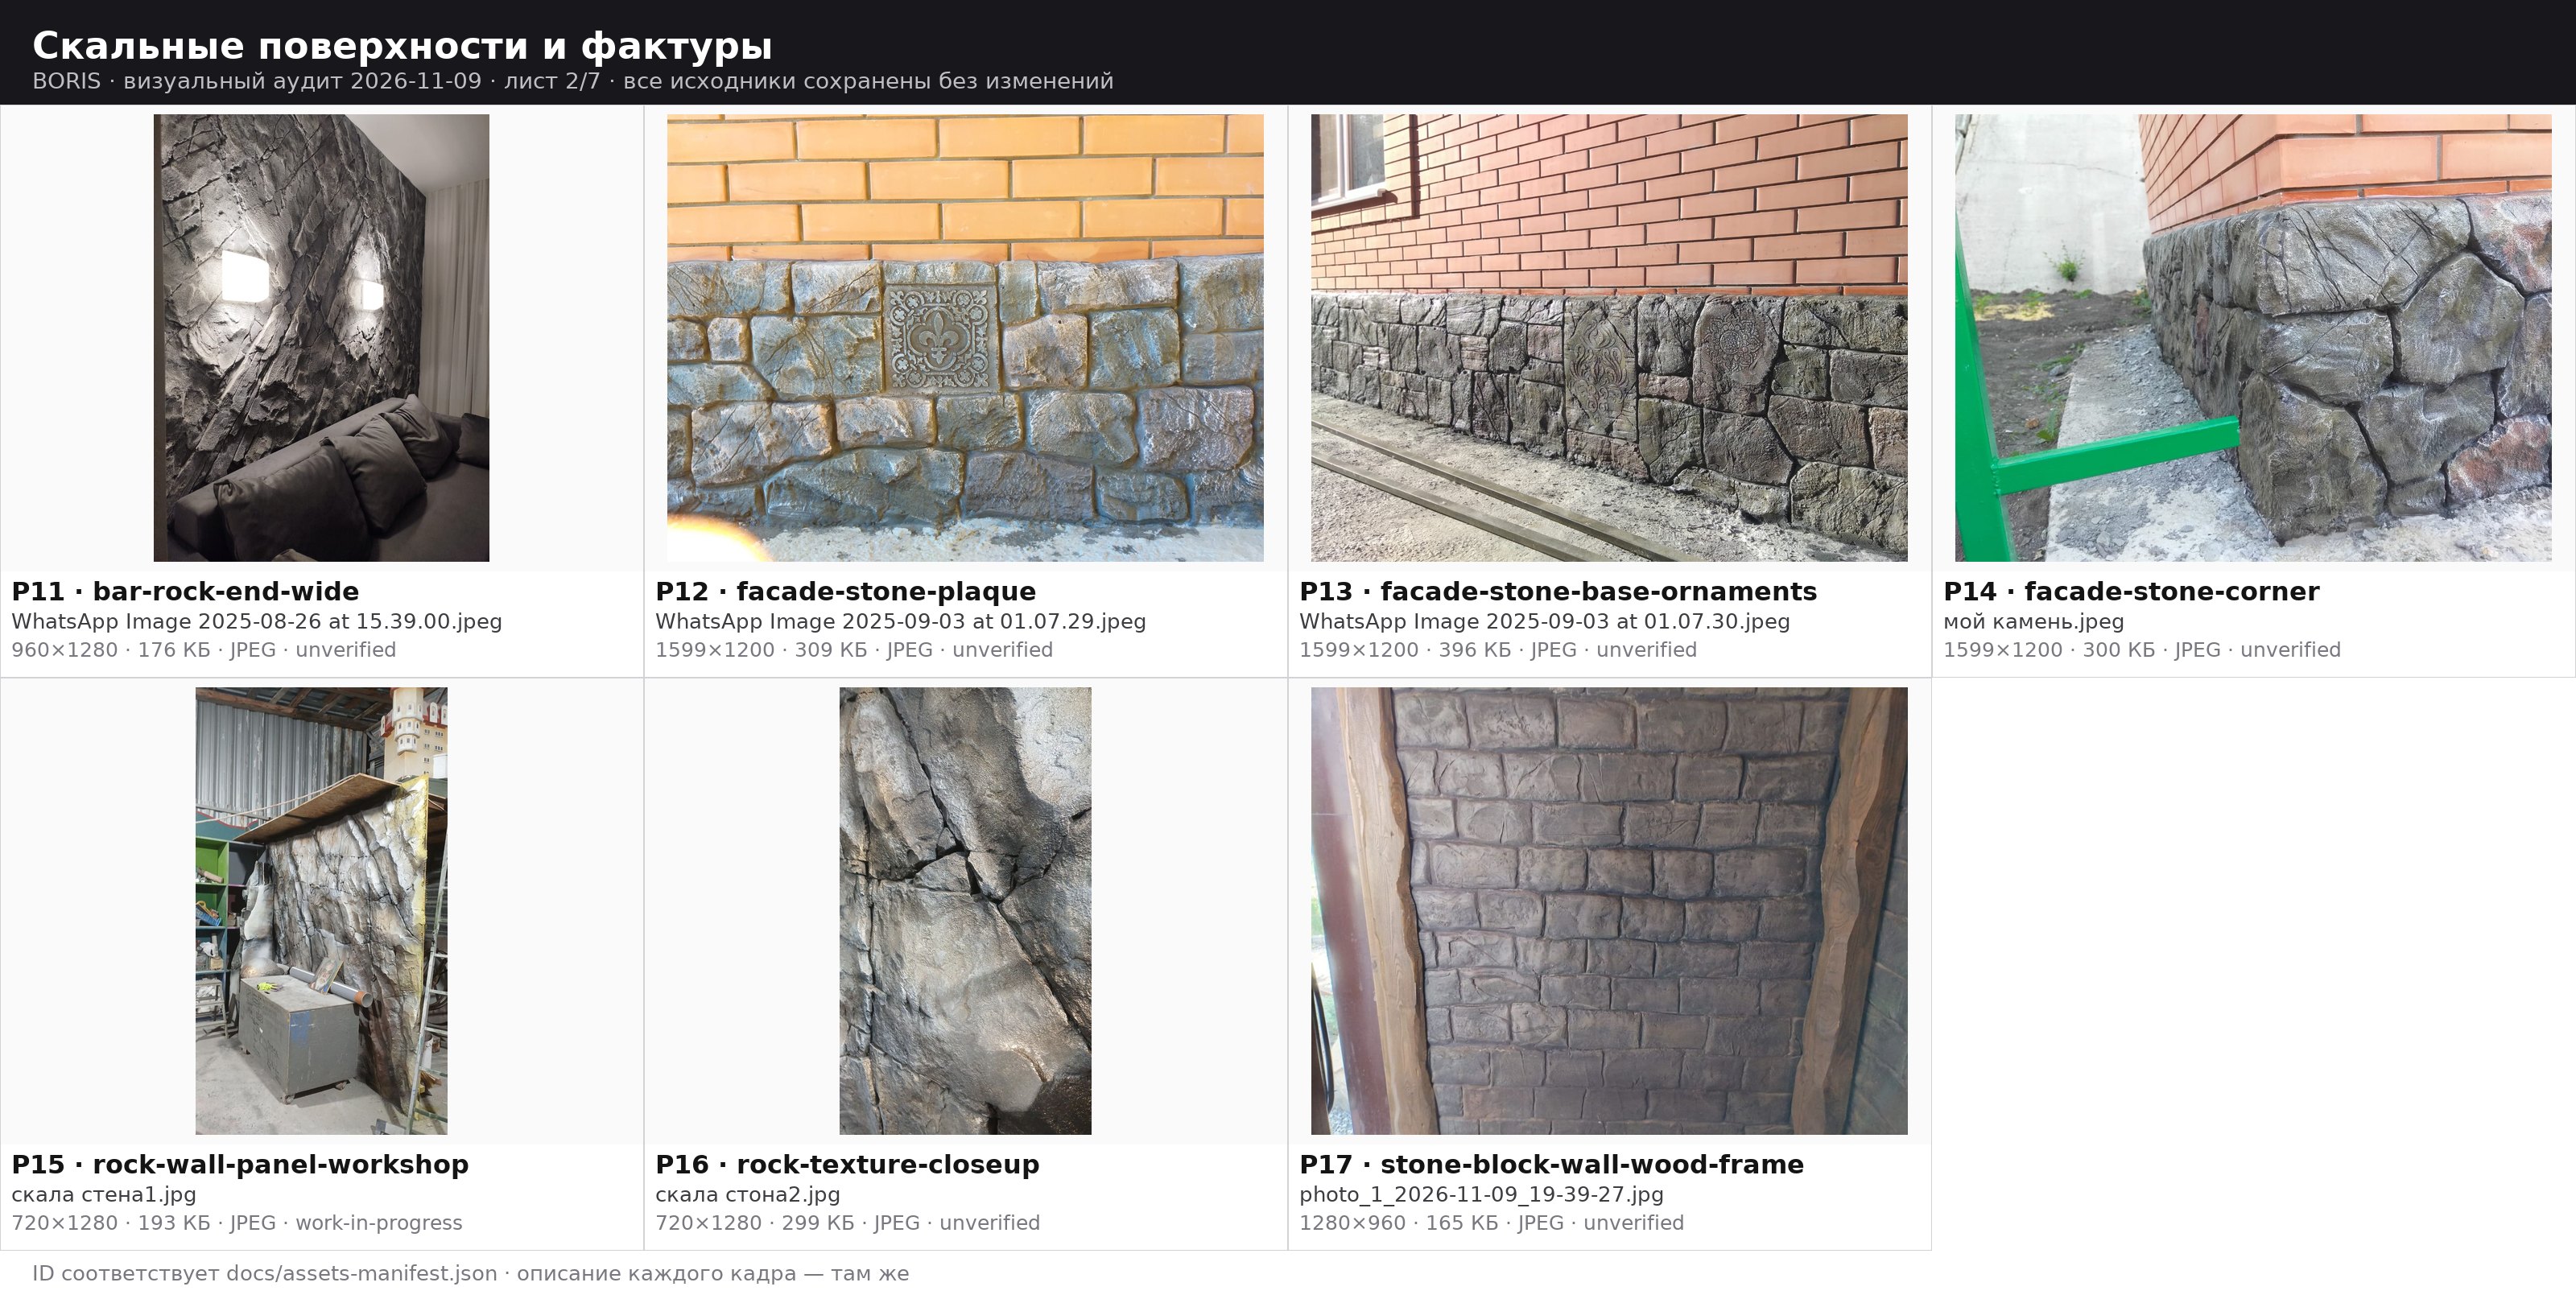 Скальные поверхности и фактуры
BORIS · визуальный аудит 2026-11-09 · лист 2/7 · все исходники сохранены без изменений
P11 · bar-rock-end-wide
WhatsApp Image 2025-08-26 at 15.39.00.jpeg
960×1280 · 176 КБ · JPEG · unverified
P12 · facade-stone-plaque
WhatsApp Image 2025-09-03 at 01.07.29.jpeg
1599×1200 · 309 КБ · JPEG · unverified
P13 · facade-stone-base-ornaments
WhatsApp Image 2025-09-03 at 01.07.30.jpeg
1599×1200 · 396 КБ · JPEG · unverified
P14 · facade-stone-corner
мой камень.jpeg
1599×1200 · 300 КБ · JPEG · unverified
P15 · rock-wall-panel-workshop
скала стена1.jpg
720×1280 · 193 КБ · JPEG · work-in-progress
P16 · rock-texture-closeup
скала стона2.jpg
720×1280 · 299 КБ · JPEG · unverified
P17 · stone-block-wall-wood-frame
photo_1_2026-11-09_19-39-27.jpg
1280×960 · 165 КБ · JPEG · unverified
ID соответствует docs/assets-manifest.json · описание каждого кадра — там же